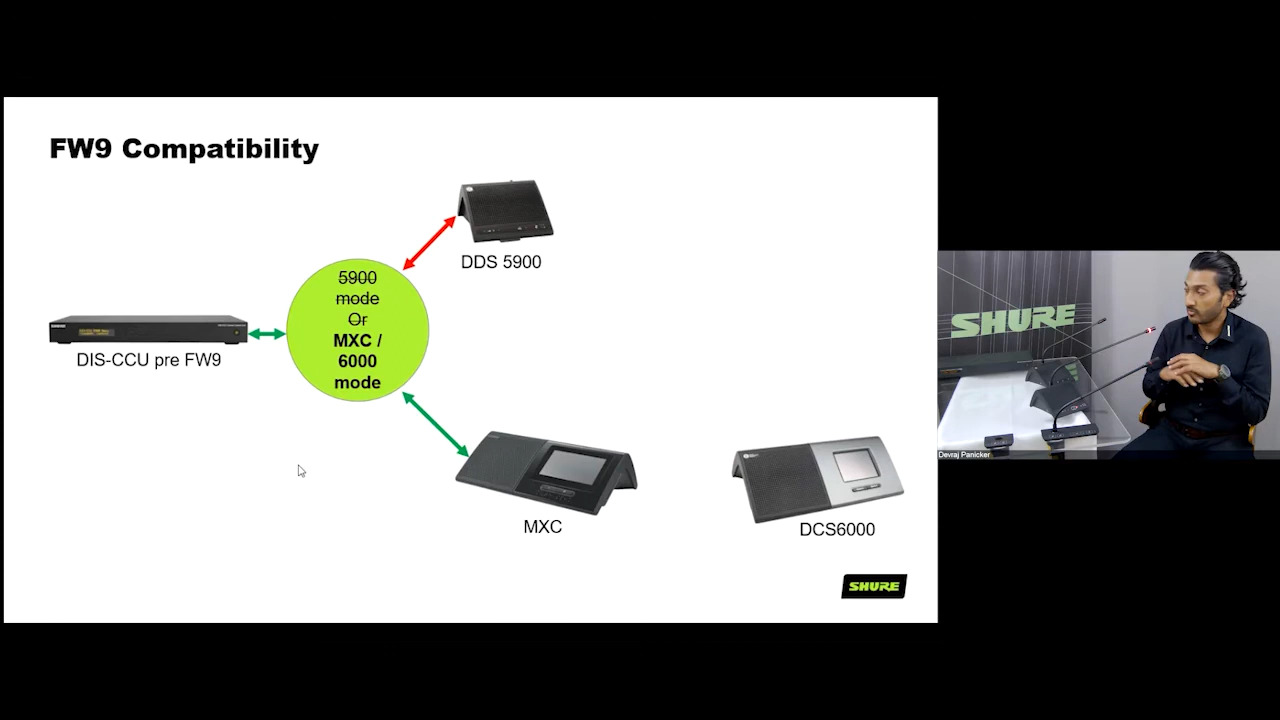 FW9 Compatibility
DDS 5900
5900
mode
Or
MXC /
6000
mode
DIS-CCU pre FW9
MXC
DCS6000
SHURE
SHURE
Devraj Panicker